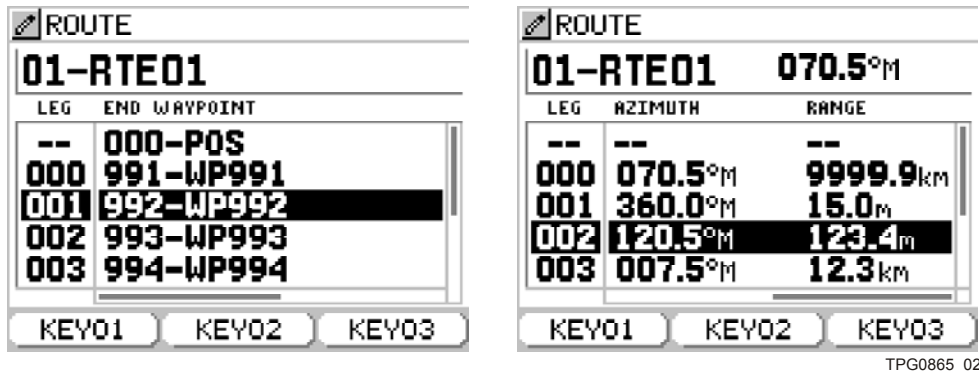 ROUTE
01-RTE01
LEG END WAYPOINT
-- 000-POS
000 991-WP991
001 992-WP992
002 993-WP993
003 994-WP994
KEY01 KEY02 KEY03
ROUTE
01-RTE01 070.5°M
LEG AZIMUTH RANGE
-- -- --
000 070.5°M 9999.9km
001 360.0°M 15.0m
002 120.5°M 123.4m
003 007.5°M 12.3km
KEY01 KEY02 KEY03
TPG0865_02